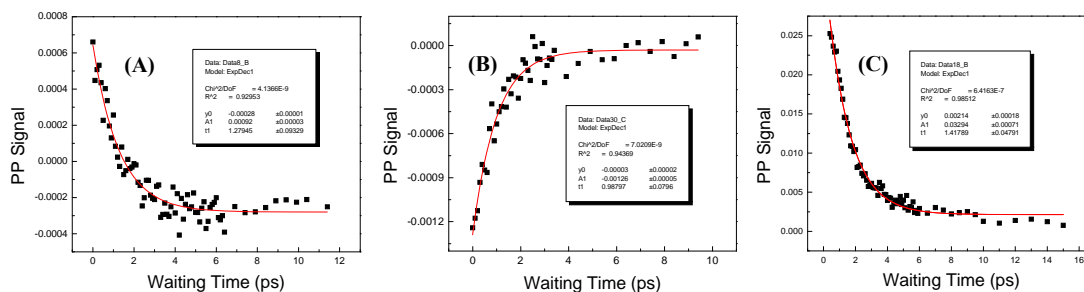 0.0008
0.0006
0.0004
0.0002
0.0000
-0.0002
-0.0004
PP Signal
(A)
Data: Data8_B
Model: ExpDec1
Chi^2/DoF = 4.1366E-9
R^2 = 0.92953
y0 -0.00028 ±0.00001
A1 0.00092 ±0.00003
t1 1.27945 ±0.09329
0 2 4 6 8 10 12 14
Waiting Time (ps)
0.0000
-0.0003
-0.0006
-0.0009
-0.0012
PP Signal
(B)
Data: Data30_C
Model: ExpDec1
Chi^2/DoF = 7.0209E-9
R^2 = 0.94369
y0 -0.00003 ±0.00002
A1 -0.00126 ±0.00005
t1 0.98797 ±0.0796
0 2 4 6 8 10
Waiting Time (ps)
0.025
0.020
0.015
0.010
0.005
0.000
PP Signal
(C)
Data: Data18_B
Model: ExpDec1
Chi^2/DoF = 6.4163E-7
R^2 = 0.98512
y0 0.00214 ±0.00018
A1 0.03294 ±0.00071
t1 1.41789 ±0.04791
0 2 4 6 8 10 12 14 16
Waiting Time (ps)